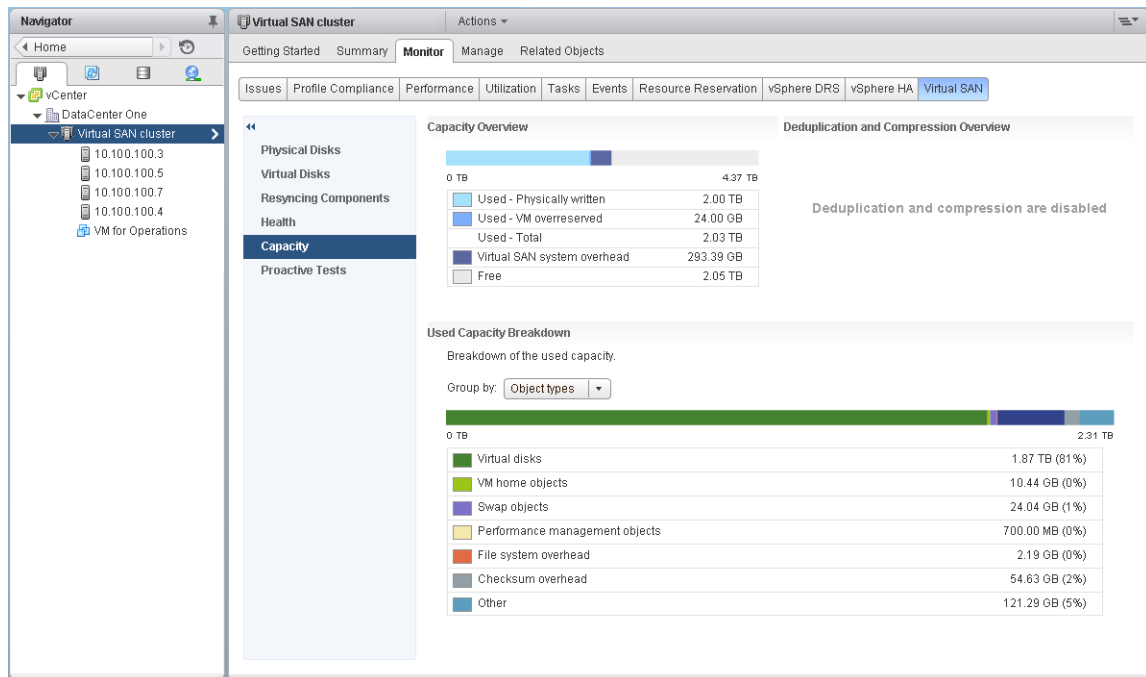 Navigator
Home
vCenter
DataCenter One
Virtual SAN cluster
10.100.100.3
10.100.100.5
10.100.100.7
10.100.100.4
VM for Operations
Virtual SAN cluster Actions
Getting Started Summary Monitor Manage Related Objects
Issues Profile Compliance Performance Utilization Tasks Events Resource Reservation vSphere DRS vSphere HA Virtual SAN
Physical Disks
Virtual Disks
Resyncing Components
Health
Capacity
Proactive Tests
Capacity Overview
0 TB 4.37 TB
Used - Physically written 2.00 TB
Used - VM overreserved 24.00 GB
Used - Total 2.03 TB
Virtual SAN system overhead 293.39 GB
Free 2.05 TB
Deduplication and Compression Overview
Deduplication and compression are disabled
Used Capacity Breakdown
Breakdown of the used capacity.
Group by: Object types
0 TB 2.31 TB
Virtual disks 1.87 TB (81%)
VM home objects 10.44 GB (0%)
Swap objects 24.04 GB (1%)
Performance management objects 700.00 MB (0%)
File system overhead 2.19 GB (0%)
Checksum overhead 54.63 GB (2%)
Other 121.29 GB (5%)